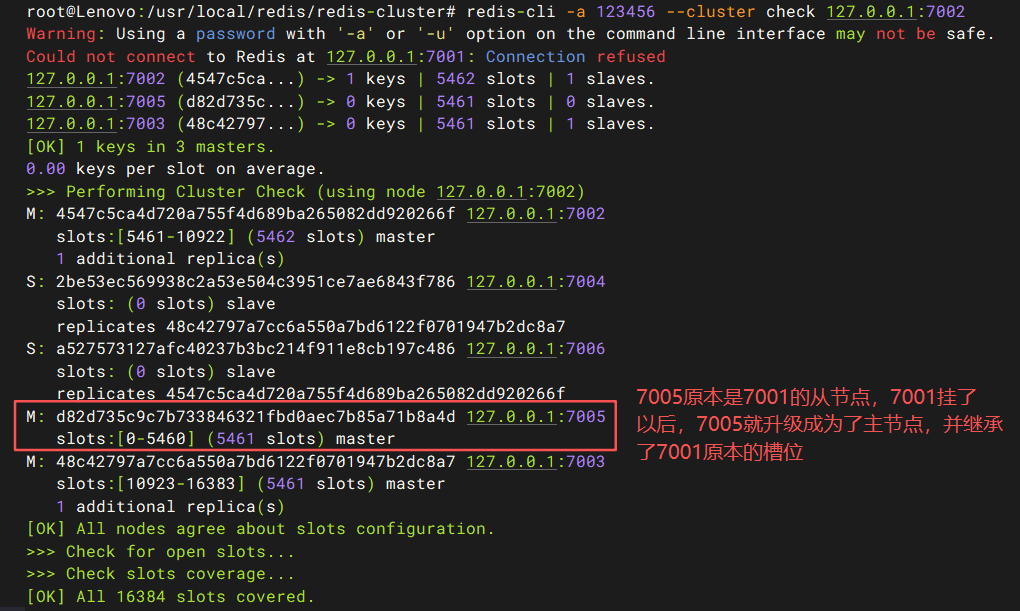 root@Lenovo:/usr/local/redis/redis-cluster# redis-cli -a 123456 --cluster check 127.0.0.1:7002
Warning: Using a password with '-a' or '-u' option on the command line interface may not be safe.
Could not connect to Redis at 127.0.0.1:7001: Connection refused
127.0.0.1:7002 (4547c5ca...) -> 1 keys | 5462 slots | 1 slaves.
127.0.0.1:7005 (d82d735c...) -> 0 keys | 5461 slots | 0 slaves.
127.0.0.1:7003 (48c42797...) -> 0 keys | 5461 slots | 1 slaves.
[OK] 1 keys in 3 masters.
0.00 keys per slot on average.
>>> Performing Cluster Check (using node 127.0.0.1:7002)
M: 4547c5ca4d720a755f4d689ba265082dd920266f 127.0.0.1:7002
slots:[5461-10922] (5462 slots) master
1 additional replica(s)
S: 2be53ec569938c2a53e504c3951ce7ae6843f786 127.0.0.1:7004
slots: (0 slots) slave
replicates 48c42797a7cc6a550a7bd6122f0701947b2dc8a7
S: a527573127afc40237b3bc214f911e8cb197c486 127.0.0.1:7006
slots: (0 slots) slave
replicates 4547c5ca4d720a755f4d689ba265082dd920266f
M: d82d735c9c7b733846321fbd0aec7b85a71b8a4d 127.0.0.1:7005
slots:[0-5460] (5461 slots) master
7005原本是7001的从节点，7001挂了
以后，7005就升级成为了主节点，并继承
了7001原本的槽位
M: 48c42797a7cc6a550a7bd6122f0701947b2dc8a7 127.0.0.1:7003
slots:[10923-16383] (5461 slots) master
1 additional replica(s)
[OK] All nodes agree about slots configuration.
>>> Check for open slots...
>>> Check slots coverage...
[OK] All 16384 slots covered.